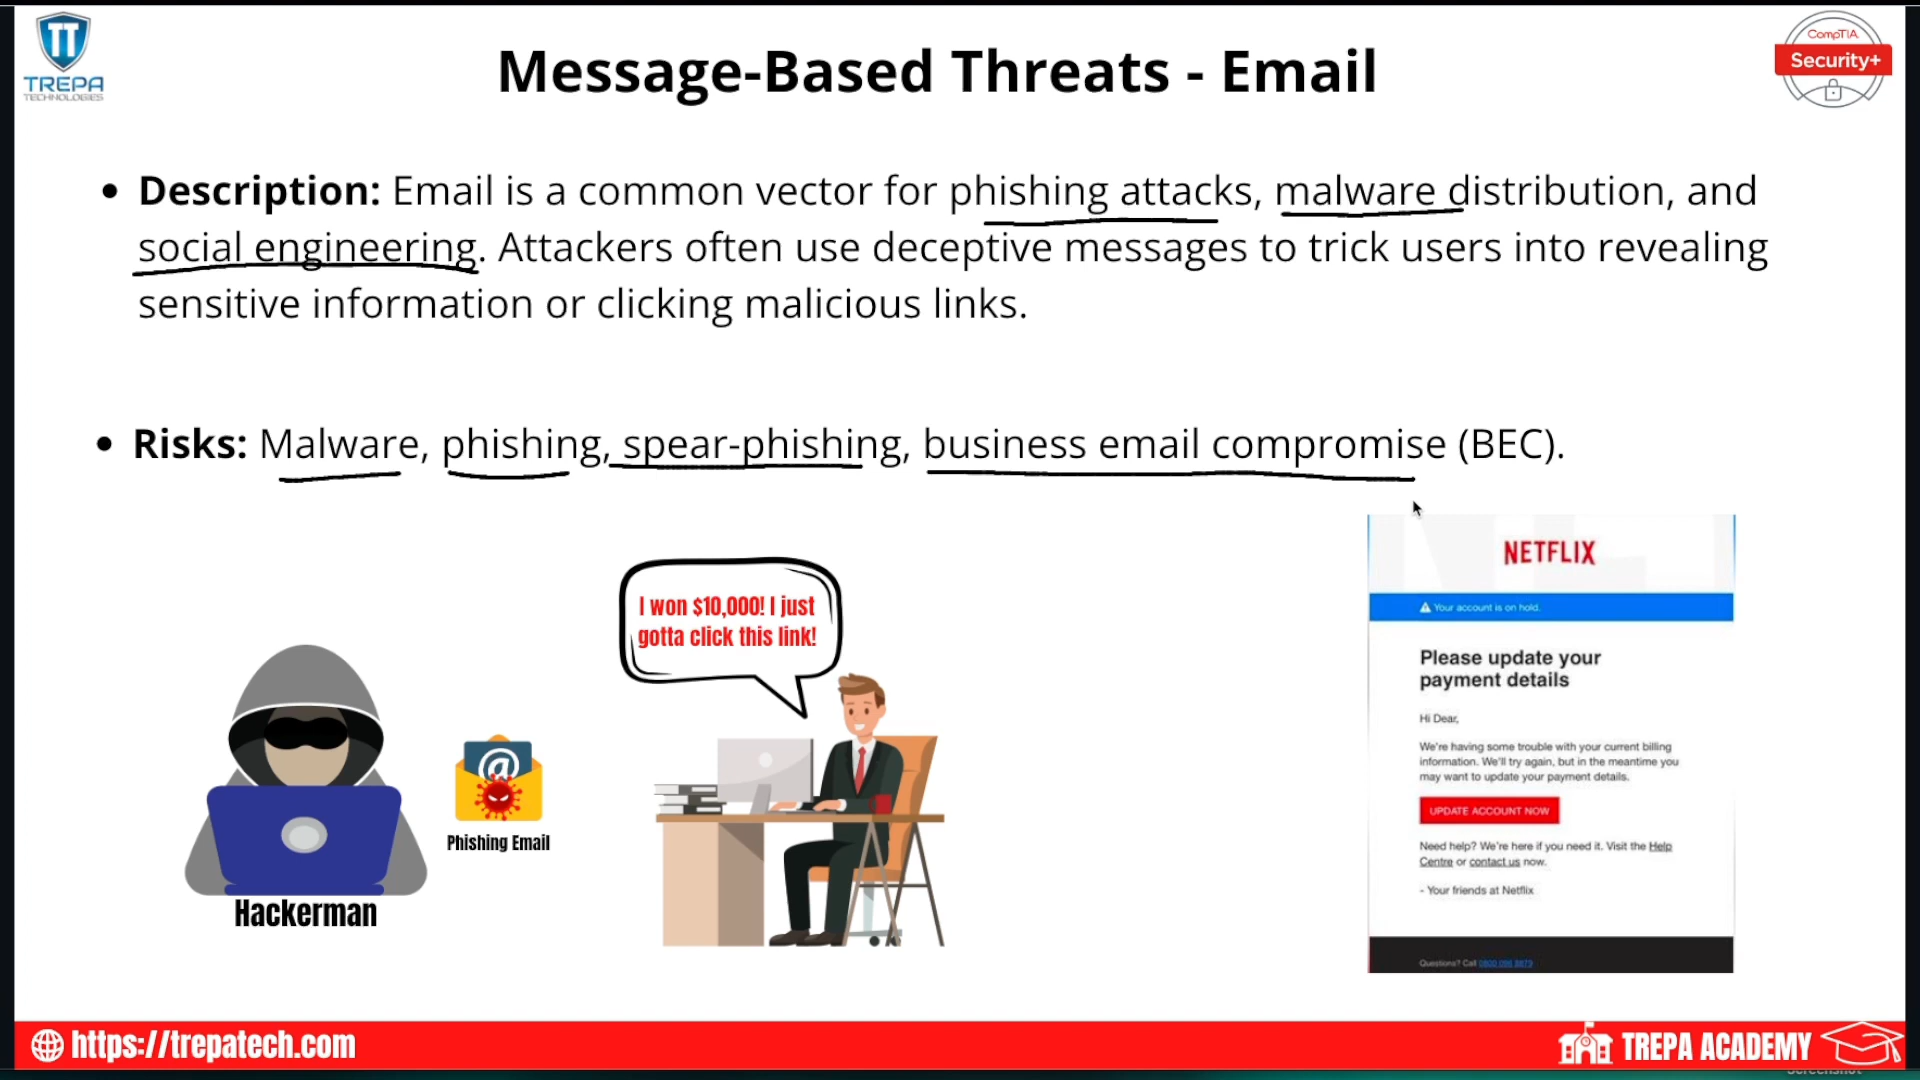 TREPA
TECHNOLOGIES
Message-Based Threats - Email
CompTIA
Security+
• Description: Email is a common vector for phishing attacks, malware distribution, and
social engineering. Attackers often use deceptive messages to trick users into revealing
sensitive information or clicking malicious links.
• Risks: Malware, phishing, spear-phishing, business email compromise (BEC).
I won $10,000! I just
gotta click this link!
Phishing Email
Hackerman
NETFLIX
Your account is on hold.
Please update your
payment details
Hi Dear,
We're having some trouble with your current billing
information. We'll try again, but in the meantime you
may want to update your payment details.
UPDATE ACCOUNT NOW
Need help? We're here if you need it. Visit the Help
Centre or contact us now.
- Your friends at Netflix
Questions? Call
https://trepatech.com
TREPA ACADEMY